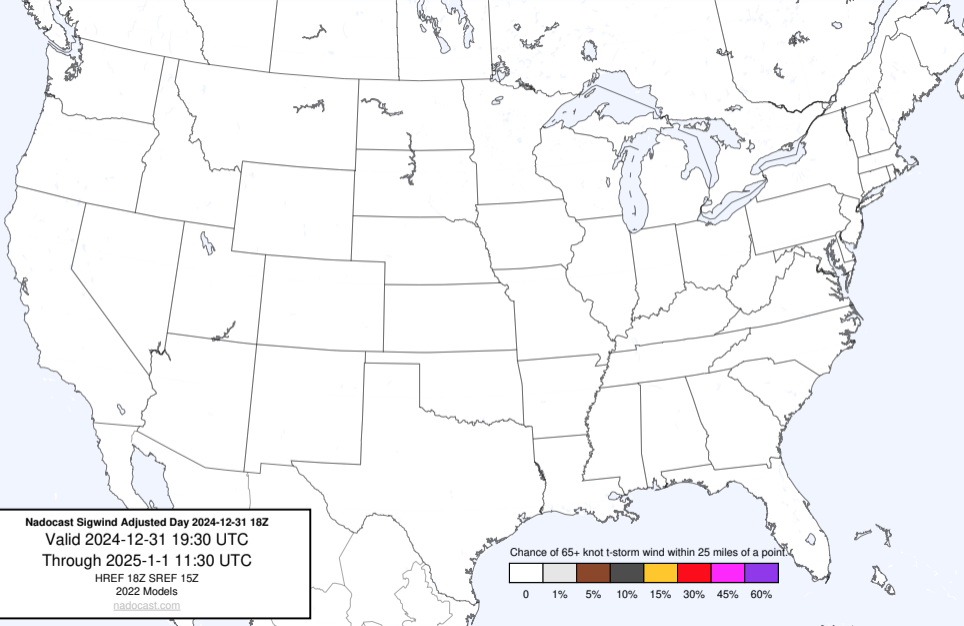 Nadocast Sigwind Adjusted Day 2024-12-31 18Z
Valid 2024-12-31 19:30 UTC
Through 2025-1-1 11:30 UTC
HREF 18Z SREF 15Z
2022 Models
nadocast.com
Chance of 65+ knot t-storm wind within 25 miles of a point.
0 1% 5% 10% 15% 30% 45% 60%